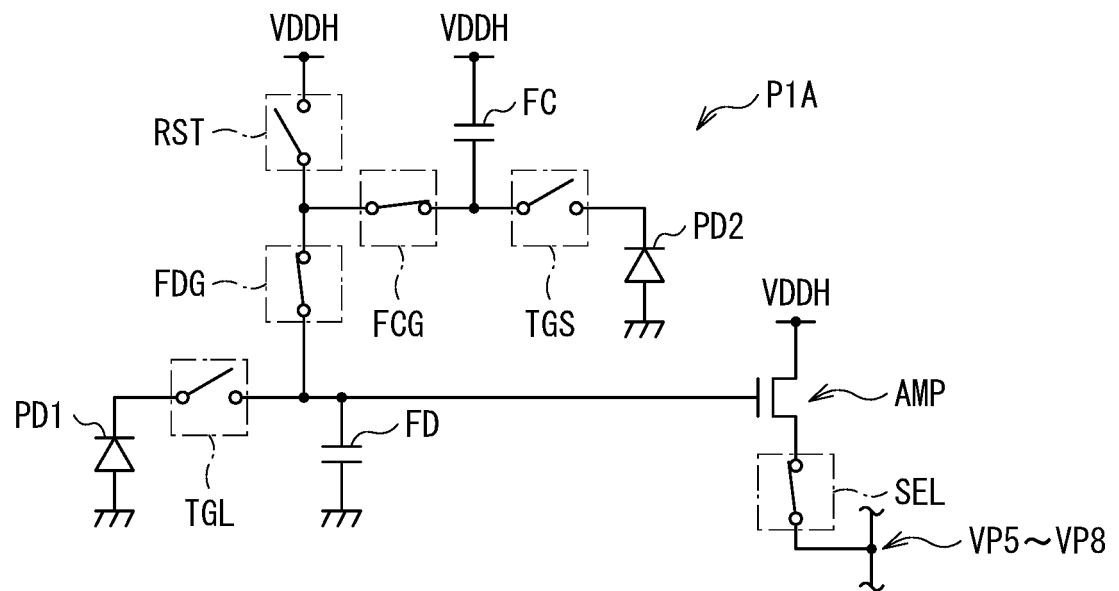 VDDH
VDDH
FC
P1A
RST
PD2
FDG
FCG
TGS
VDDH
PD1
FD
AMP
TGL
SEL
VP5～VP8